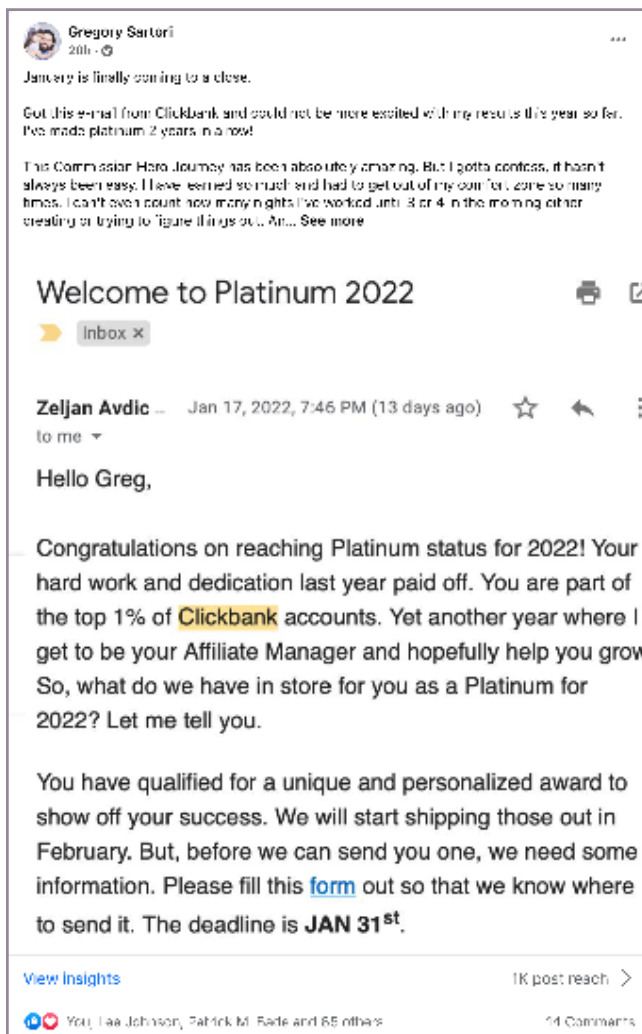 Gregory Sartori
20h ·
January is finally coming to a close.
Got this e-mail from Clickbank and could not be more excited with my results this year so far.
I've made platinum 2 years in a row!
This Commission Hero Journey has been absolutely amazing. But I gotta confess, it hasn't
always been easy. I have learned so much and had to get out of my comfort zone so many
times. I can't even count how many nights I've worked until 3 or 4 in the morning either
creating or trying to figure things out. An... See more
Welcome to Platinum 2022
Inbox ×
Zeljan Avdic .. Jan 17, 2022, 7:46 PM (13 days ago)
to me
Hello Greg,
Congratulations on reaching Platinum status for 2022! Your
hard work and dedication last year paid off. You are part of
the top 1% of Clickbank accounts. Yet another year where I
get to be your Affiliate Manager and hopefully help you grow
So, what do we have in store for you as a Platinum for
2022? Let me tell you.
You have qualified for a unique and personalized award to
show off your success. We will start shipping those out in
February. But, before we can send you one, we need some
information. Please fill this form out so that we know where
to send it. The deadline is JAN 31st.
View insights 1K post reach >
You, Lee Johnson, Patrick M. and 65 others 14 Comments